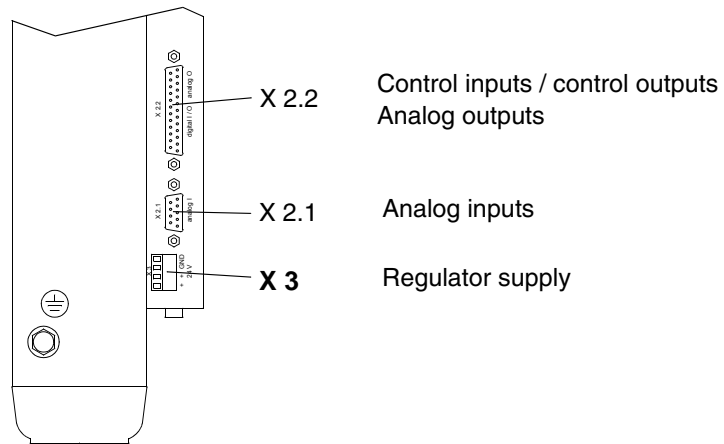 X 2.2
digital I / O  analog O
X 2.2
Control inputs / control outputs
Analog outputs
X 2.1
analog I
X 2.1
Analog inputs
X 3
+ + GND
24 V
X 3
Regulator supply